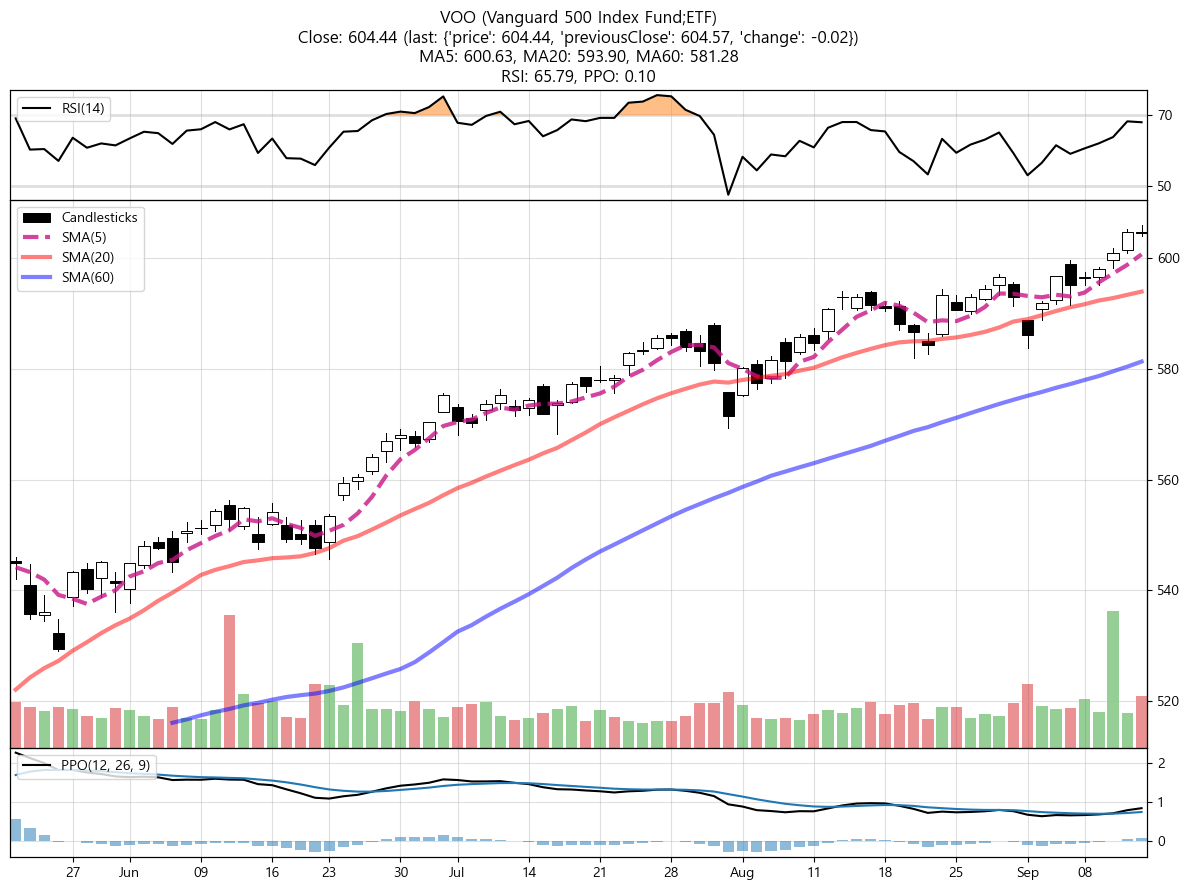 VOO (Vanguard 500 Index Fund;ETF)
Close: 604.44 (last: {'price': 604.44, 'previousClose': 604.57, 'change': -0.02})
MA5: 600.63, MA20: 593.90, MA60: 581.28
RSI: 65.79, PPO: 0.10
RSI(14)
70
50
Candlesticks
SMA(5)
SMA(20)
SMA(60)
600
580
560
540
520
PPO(12, 26, 9)
2
1
0
27 Jun 09 16 23 30 Jul 14 21 28 Aug 11 18 25 Sep 08